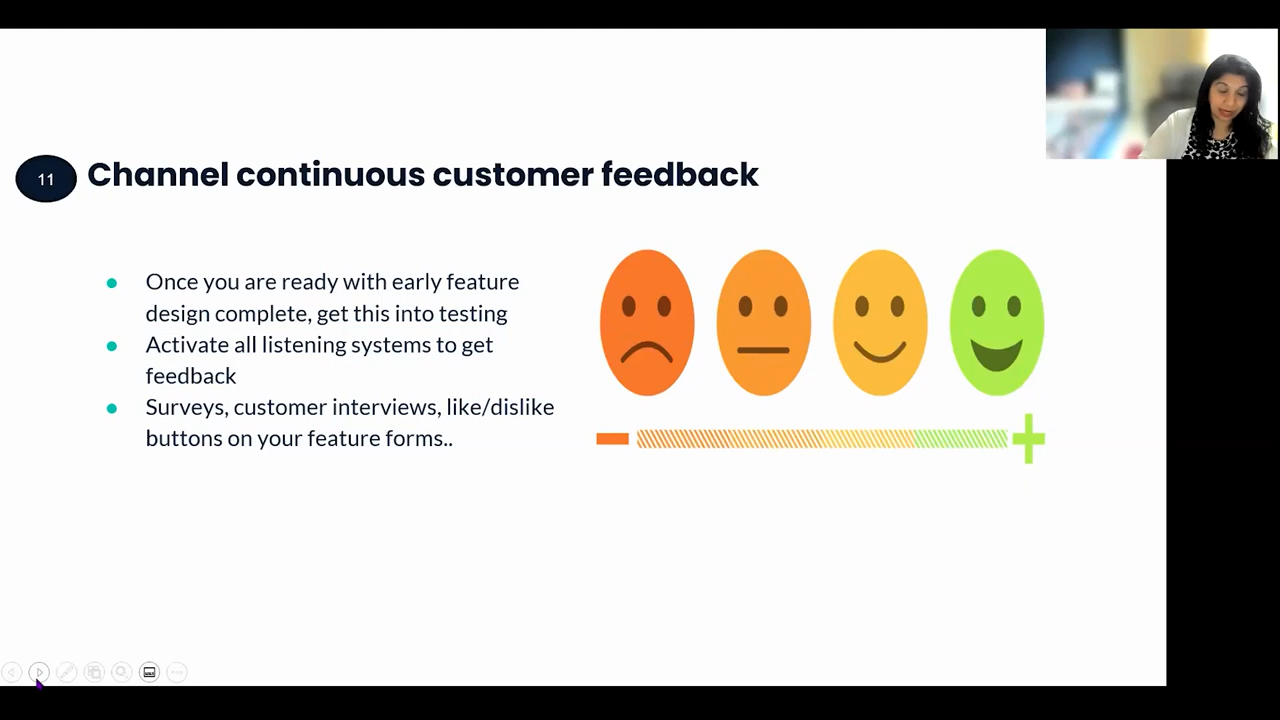 11
Channel continuous customer feedback
● Once you are ready with early feature
design complete, get this into testing
● Activate all listening systems to get
feedback
● Surveys, customer interviews, like/dislike
buttons on your feature forms..